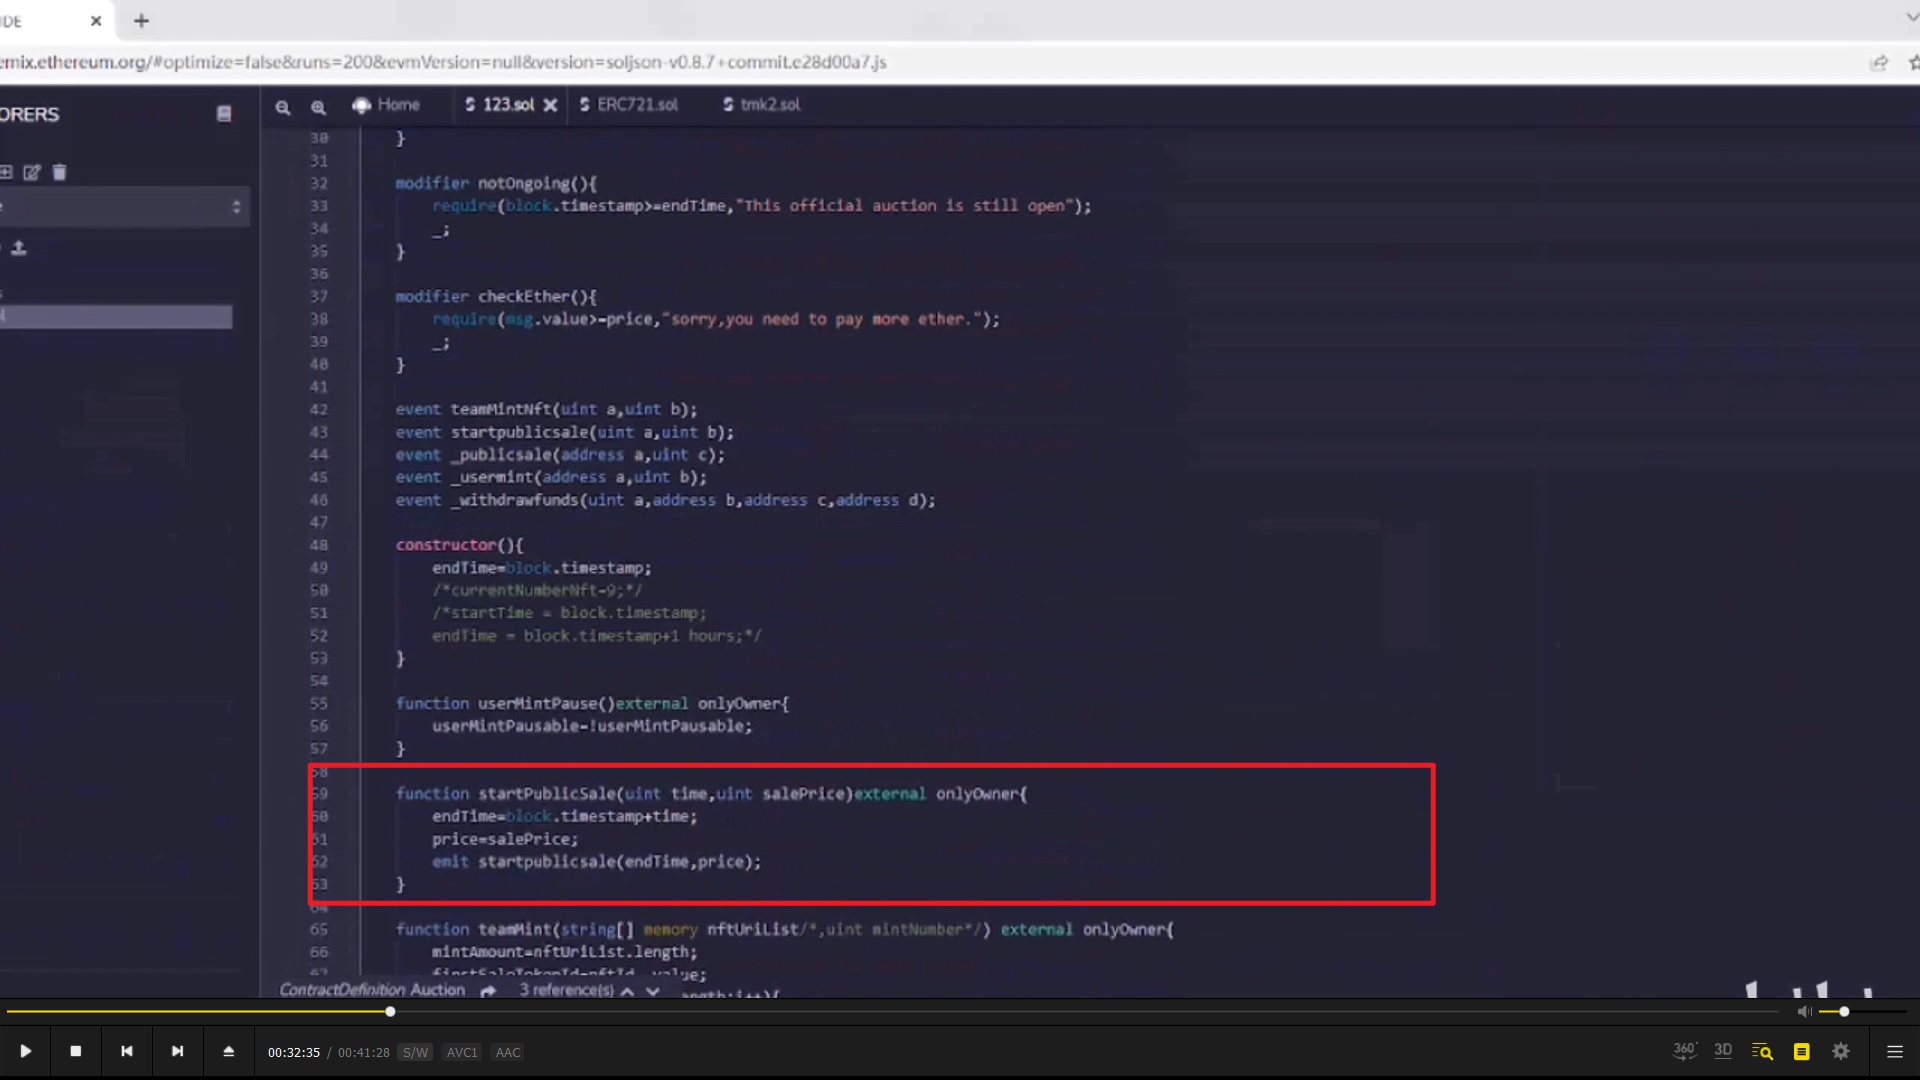 IDE
emix.ethereum.org/#optimize=false&runs=200&evmVersion=null&version=soljson-v0.8.7+commit.e28d00a7.js
ORERS
Home
123.sol
ERC721.sol
tmk2.sol
30 }
31
32 modifier notOngoing(){
33 require(block.timestamp>=endTime,"This official auction is still open");
34 _;
35 }
36
37 modifier checkEther(){
38 require(msg.value>=price,"sorry,you need to pay more ether.");
39 _;
40 }
41
42 event teamMintNft(uint a,uint b);
43 event startpublicsale(uint a,uint b);
44 event _publicsale(address a,uint c);
45 event _usermint(address a,uint b);
46 event _withdrawfunds(uint a,address b,address c,address d);
47
48 constructor(){
49 endTime=block.timestamp;
50 /*currentNumberNft=9;*/
51 /*startTime = block.timestamp;
52 endTime = block.timestamp+1 hours;*/
53 }
54
55 function userMintPause()external onlyOwner{
56 userMintPausable=!userMintPausable;
57 }
58
59 function startPublicSale(uint time,uint salePrice)external onlyOwner{
60 endTime=block.timestamp+time;
61 price=salePrice;
62 emit startpublicsale(endTime,price);
63 }
64
65 function teamMint(string[] memory nftUriList/*,uint mintNumber*/) external onlyOwner{
66 mintAmount=nftUriList.length;
67
ContractDefinition Auction 3 reference(s)
00:32:35 / 00:41:28 S/W AVC1 AAC
360° 3D